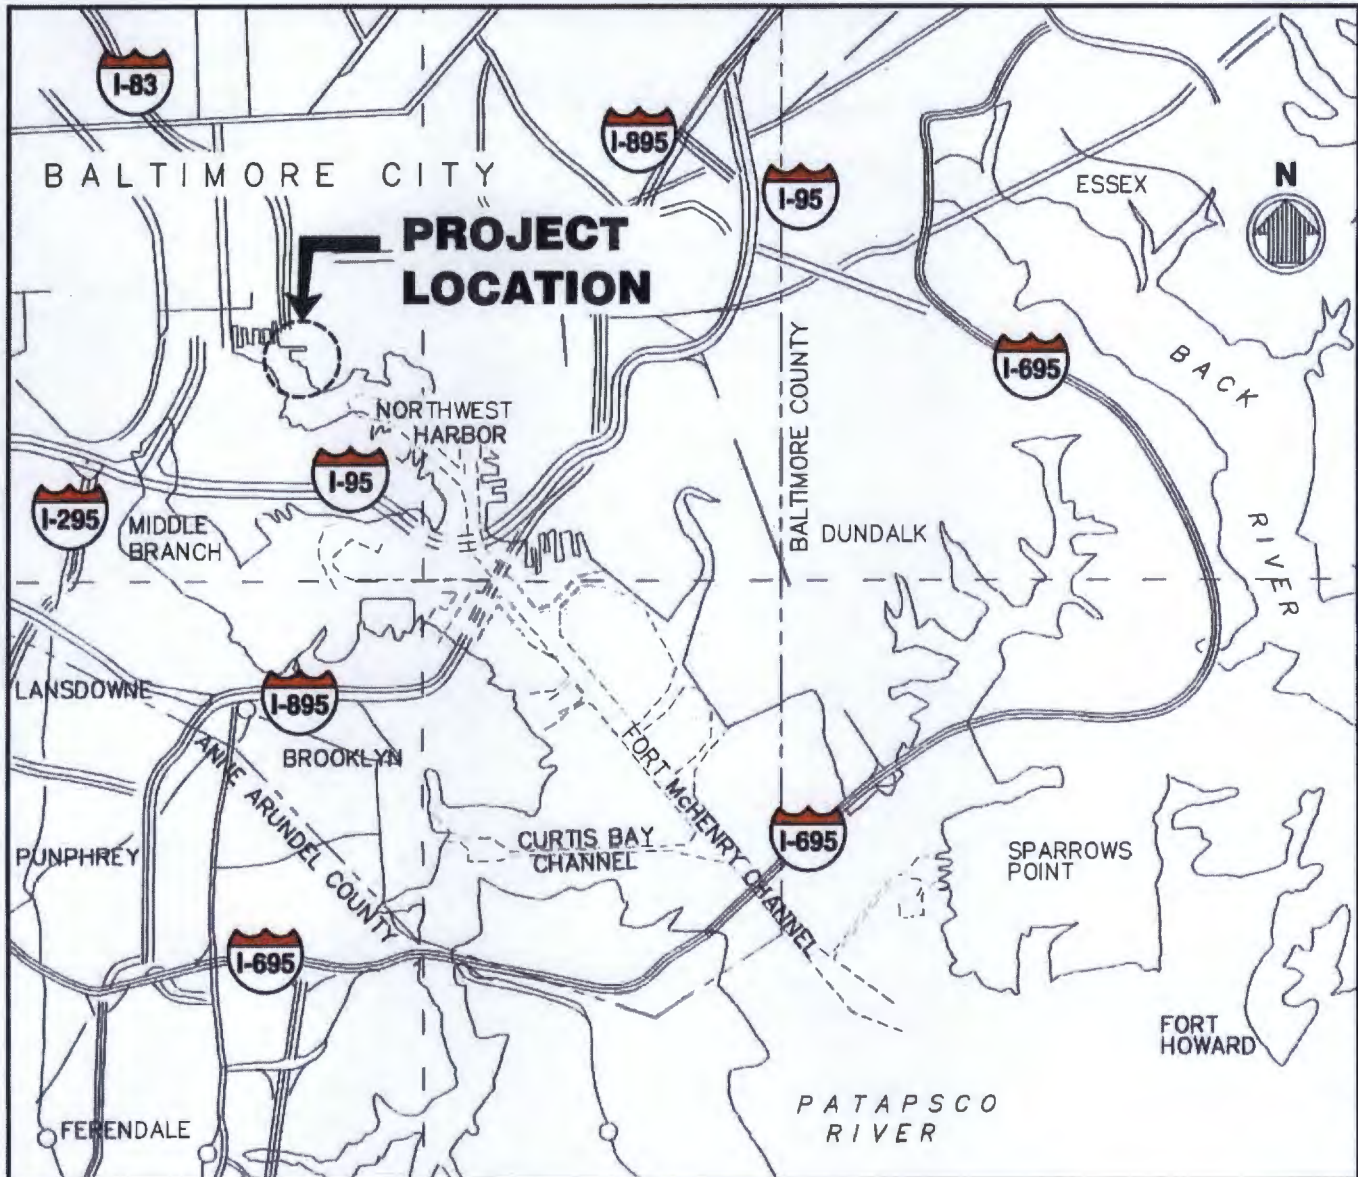 I-83
I-895
BALTIMORE CITY
I-95
ESSEX
N
PROJECT
LOCATION
I-695
BACK
RIVER
BALTIMORE COUNTY
NORTHWEST
HARBOR
I-95
I-295
MIDDLE
BRANCH
DUNDALK
LANSDOWNE
I-895
BROOKLYN
ANNE ARUNDEL COUNTY
FORT McHENRY CHANNEL
PUNPHREY
CURTIS BAY
CHANNEL
I-695
SPARROWS
POINT
I-695
FORT
HOWARD
PATAPSCO
RIVER
FERENDALE